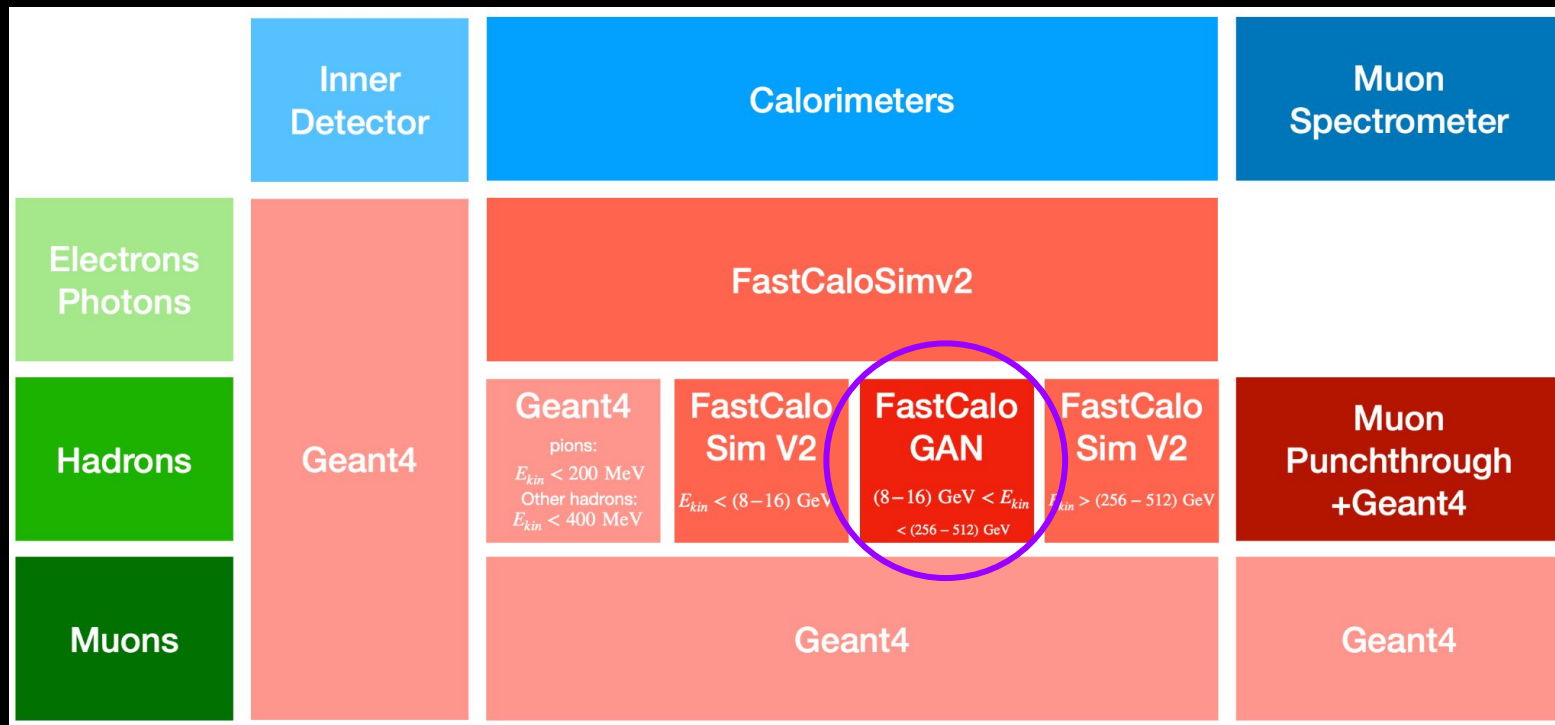 Inner
Detector
Calorimeters
Muon
Spectrometer
Electrons
Photons
Geant4
FastCaloSimv2
Hadrons
Geant4
pions:
E_kin < 200 MeV
Other hadrons:
E_kin < 400 MeV
FastCalo
Sim V2
E_kin < (8−16) GeV
FastCalo
GAN
(8−16) GeV < E_kin
< (256 − 512) GeV
FastCalo
Sim V2
E_kin > (256 − 512) GeV
Muon
Punchthrough
+Geant4
Muons
Geant4
Geant4